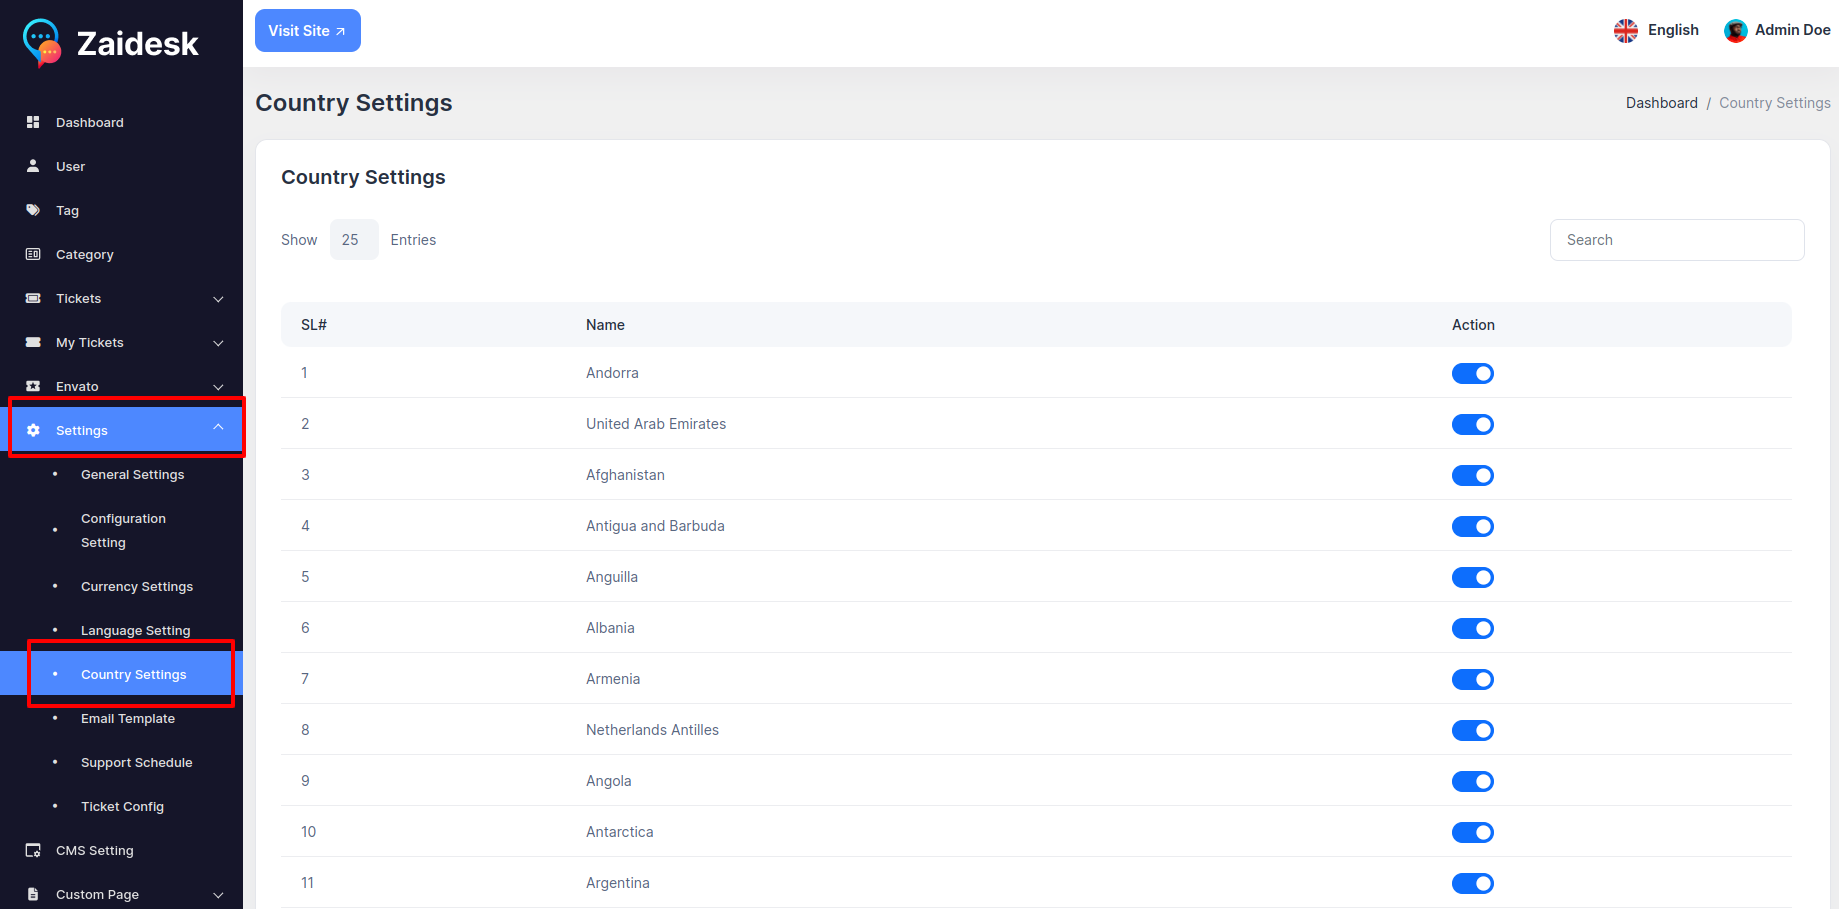 Zaidesk
Dashboard
User
Tag
Category
Tickets
My Tickets
Envato
Settings
General Settings
Configuration
Setting
Currency Settings
Language Setting
Country Settings
Email Template
Support Schedule
Ticket Config
CMS Setting
Custom Page
Visit Site
English
Admin Doe
Country Settings
Dashboard / Country Settings
Country Settings
Show 25 Entries
Search
SL# Name Action
1 Andorra
2 United Arab Emirates
3 Afghanistan
4 Antigua and Barbuda
5 Anguilla
6 Albania
7 Armenia
8 Netherlands Antilles
9 Angola
10 Antarctica
11 Argentina